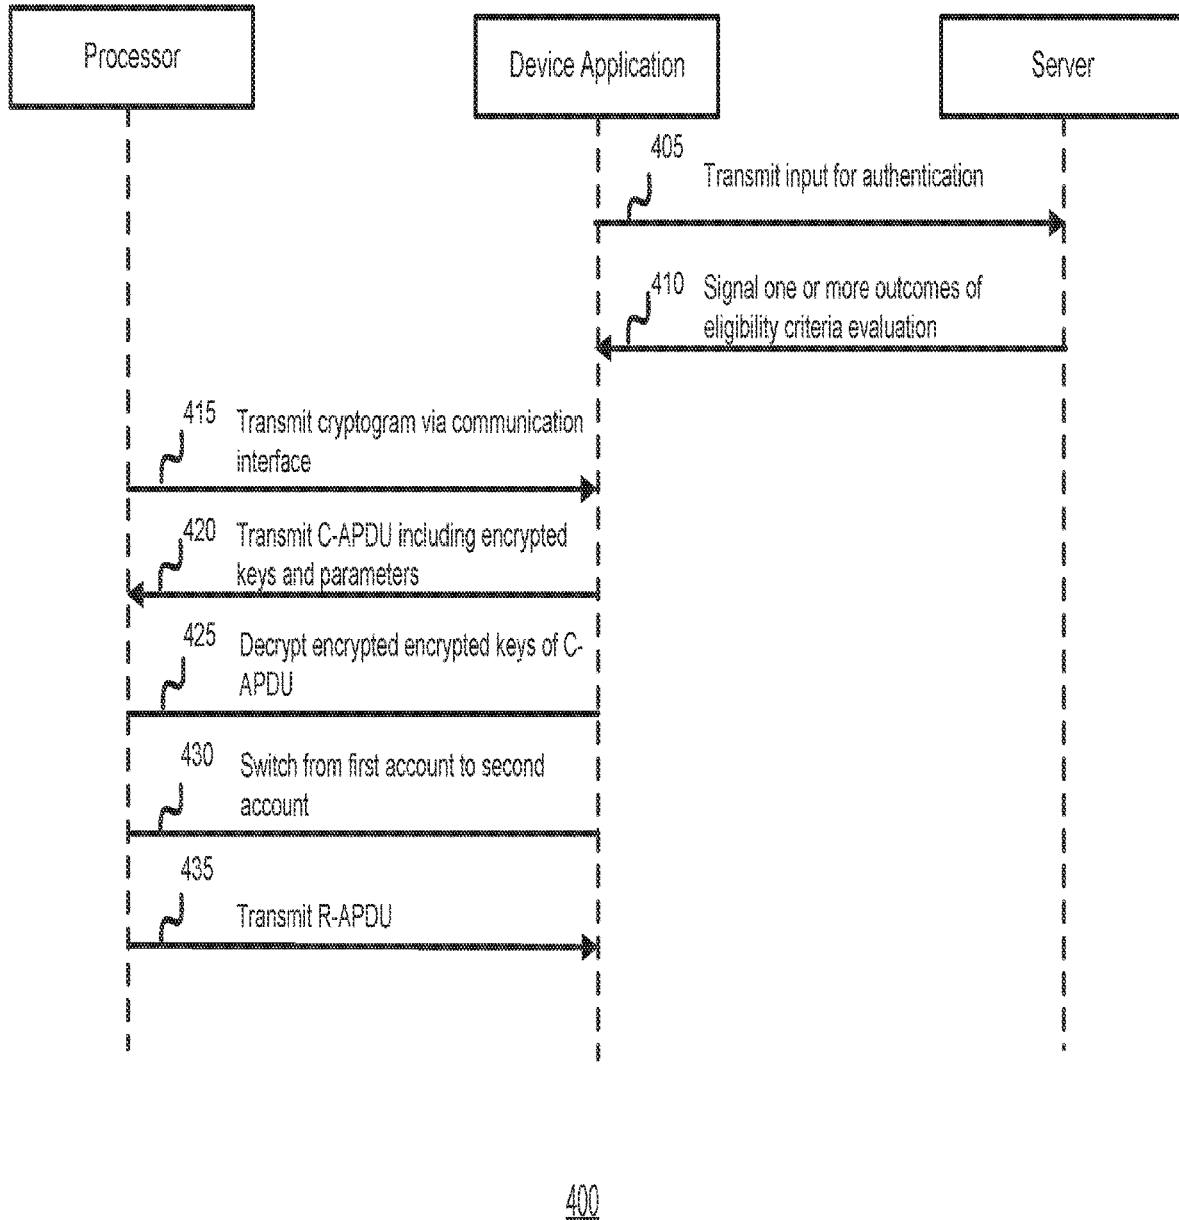 Processor
Device Application
Server
405
Transmit input for authentication
410
Signal one or more outcomes of
eligibility criteria evaluation
415
Transmit cryptogram via communication
interface
420
Transmit C-APDU including encrypted
keys and parameters
425
Decrypt encrypted encrypted keys of C-
APDU
430
Switch from first account to second
account
435
Transmit R-APDU
400